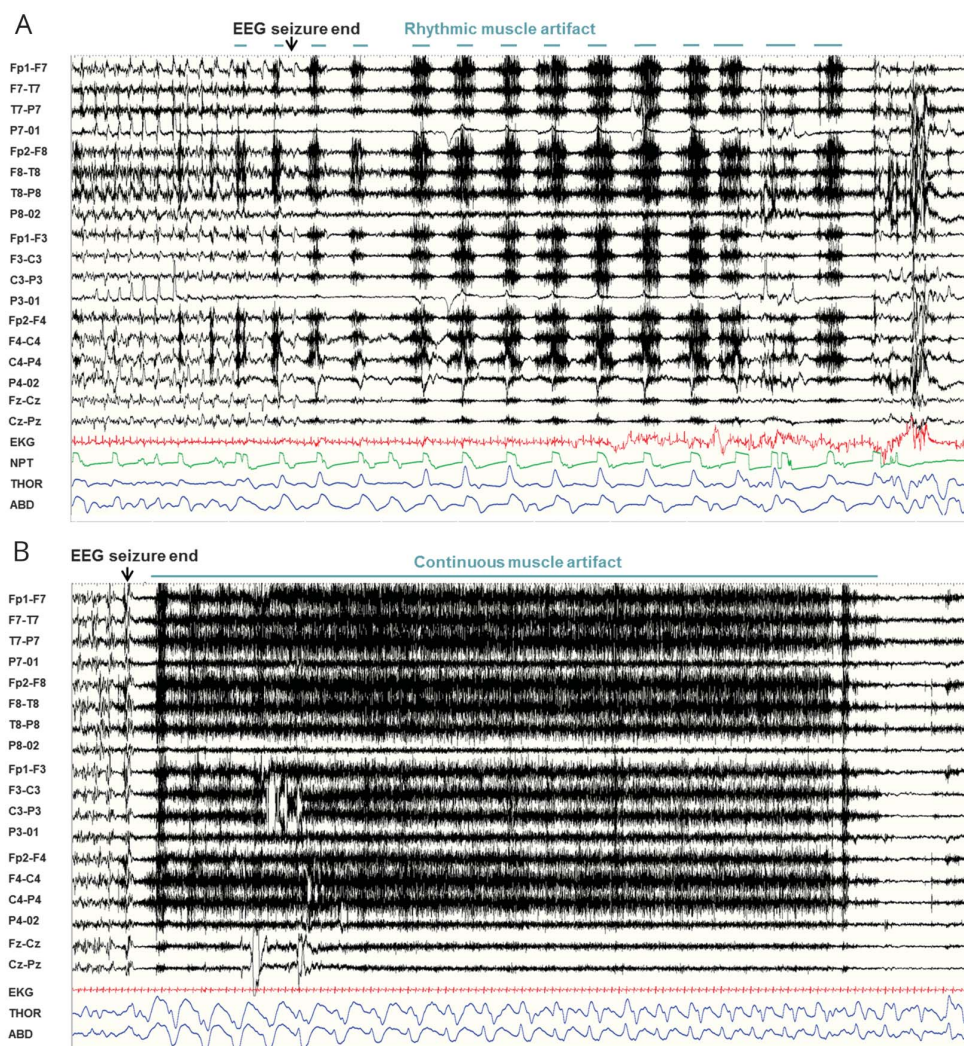 A
EEG seizure end
Rhythmic muscle artifact
Fp1-F7
F7-T7
T7-P7
P7-01
Fp2-F8
F8-T8
T8-P8
P8-02
Fp1-F3
F3-C3
C3-P3
P3-01
Fp2-F4
F4-C4
C4-P4
P4-02
Fz-Cz
Cz-Pz
EKG
NPT
THOR
ABD
B
EEG seizure end
Continuous muscle artifact
Fp1-F7
F7-T7
T7-P7
P7-01
Fp2-F8
F8-T8
T8-P8
P8-02
Fp1-F3
F3-C3
C3-P3
P3-01
Fp2-F4
F4-C4
C4-P4
P4-02
Fz-Cz
Cz-Pz
EKG
THOR
ABD